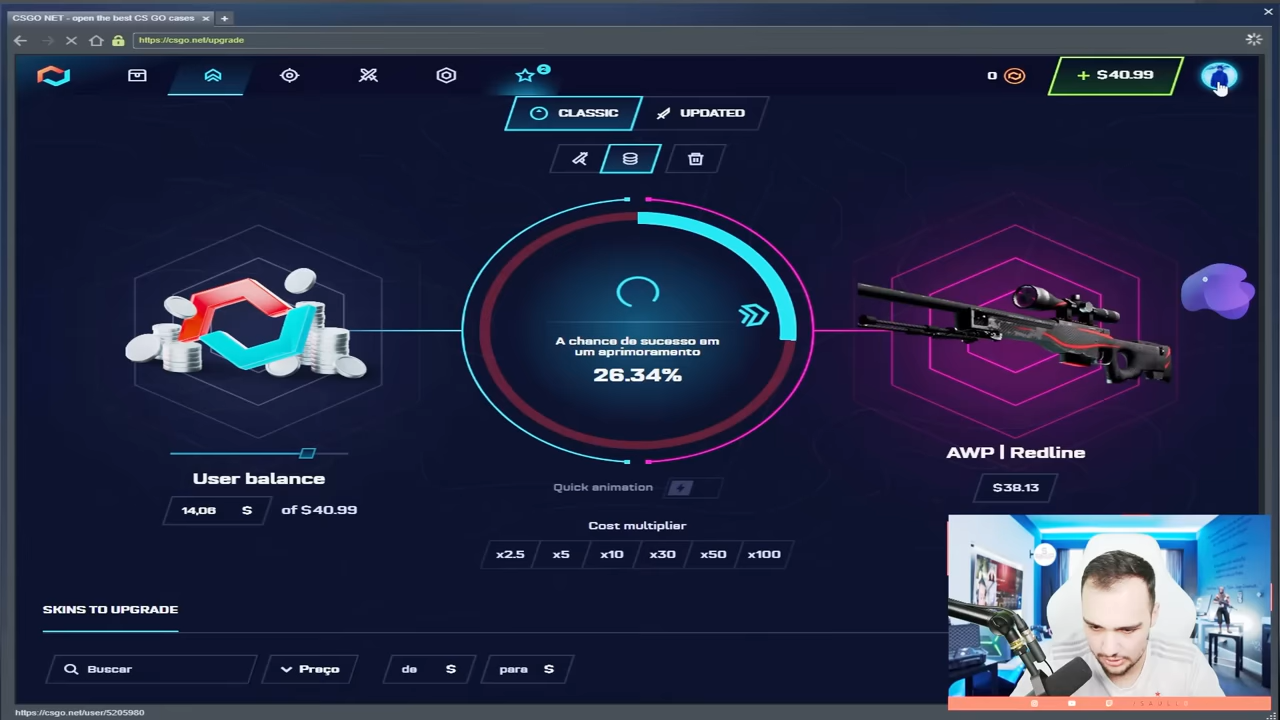 CSGO NET - open the best CS GO cases
https://csgo.net/upgrade
2
0
+ $40.99
CLASSIC
UPDATED
A chance de sucesso em
um aprimoramento
26.34%
User balance
14,06 $
of $40.99
Quick animation
Cost multiplier
x2.5
x5
x10
x30
x50
x100
AWP | Redline
$38.13
SKINS TO UPGRADE
Buscar
Preço
de $
para $
https://csgo.net/user/5205980